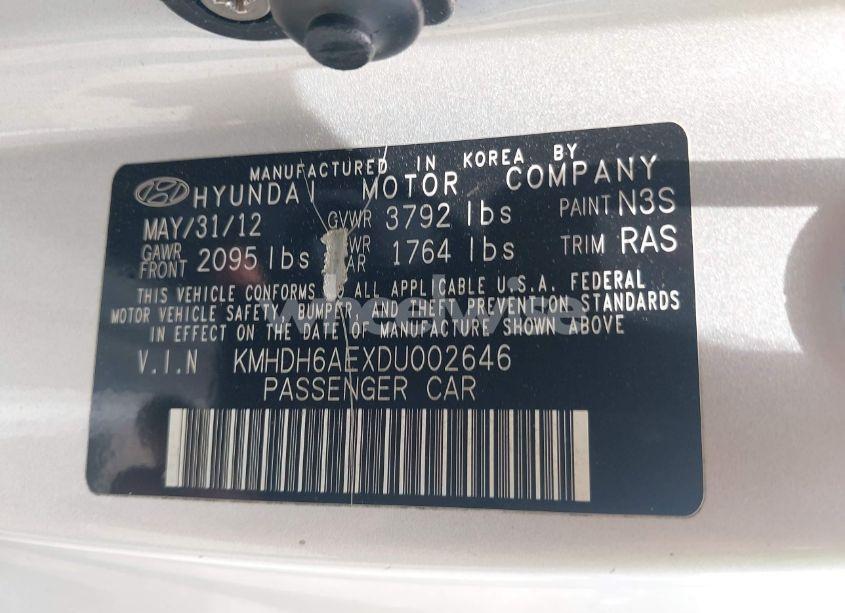 MANUFACTURED IN KOREA BY
HYUNDAI MOTOR COMPANY
MAY/31/12 GVWR 3792 lbs PAINT N3S
GAWR FRONT 2095 lbs 1764 lbs TRIM RAS
THIS VEHICLE CONFORMS ALL APPLICABLE U.S.A. FEDERAL
MOTOR VEHICLE SAFETY, BUMPER, AND THEFT PREVENTION STANDARDS
IN EFFECT ON THE DATE OF MANUFACTURE SHOWN ABOVE
V.I.N KMHDH6AEXDU002646
PASSENGER CAR